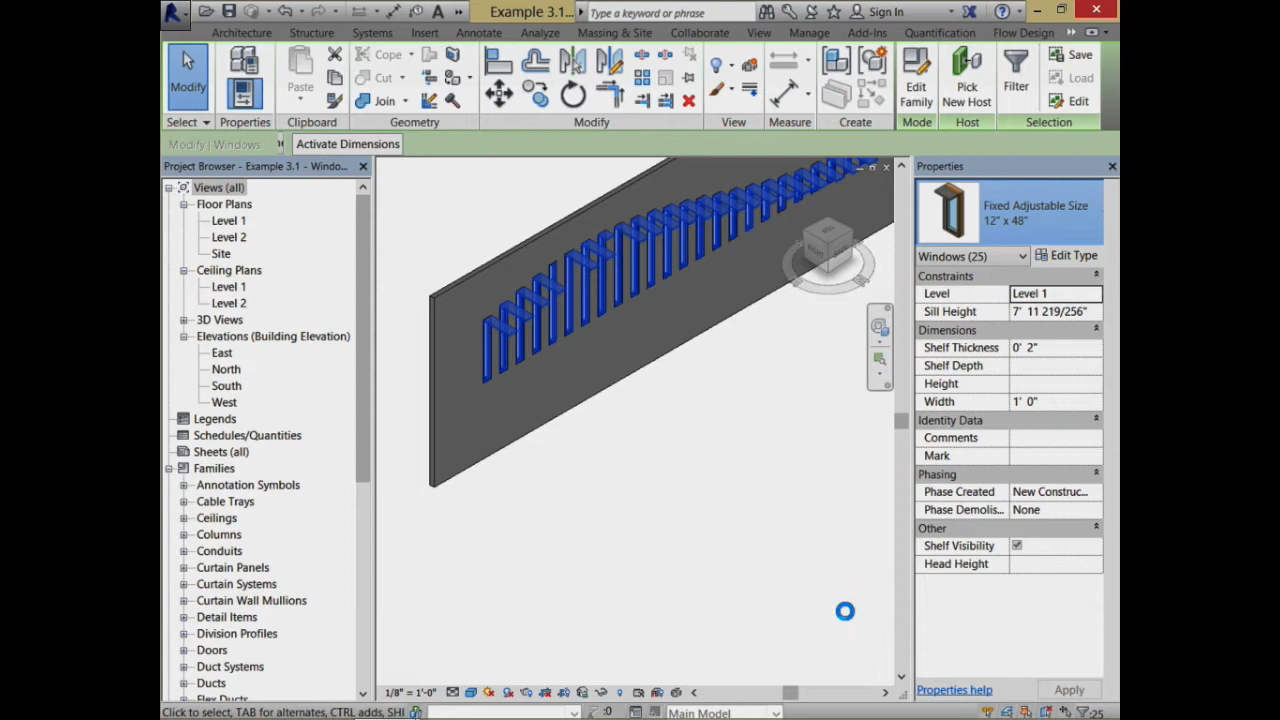 Example 3.1...
Type a keyword or phrase
Sign In
Architecture Structure Systems Insert Annotate Analyze Massing & Site Collaborate View Manage Add-Ins Quantification Flow Design
Modify
Paste
Cope
Cut
Join
Edit
Family
Pick
New Host
Filter
Save
Load
Edit
Select Properties Clipboard Geometry Modify View Measure Create Mode Host Selection
Modify | Windows Activate Dimensions
Project Browser - Example 3.1 - Windo...
Views (all)
Floor Plans
Level 1
Level 2
Site
Ceiling Plans
Level 1
Level 2
3D Views
Elevations (Building Elevation)
East
North
South
West
Legends
Schedules/Quantities
Sheets (all)
Families
Annotation Symbols
Cable Trays
Ceilings
Columns
Conduits
Curtain Panels
Curtain Systems
Curtain Wall Mullions
Detail Items
Division Profiles
Doors
Duct Systems
Ducts
Flex Ducts
1/8" = 1'-0"
Properties
Fixed Adjustable Size
12" x 48"
Windows (25) Edit Type
Constraints
Level Level 1
Sill Height 7' 11 219/256"
Dimensions
Shelf Thickness 0' 2"
Shelf Depth
Height
Width 1' 0"
Identity Data
Comments
Mark
Phasing
Phase Created New Construc...
Phase Demolis... None
Other
Shelf Visibility
Head Height
Properties help Apply
Click to select, TAB for alternates, CTRL adds, SHI :0 Main Model :25